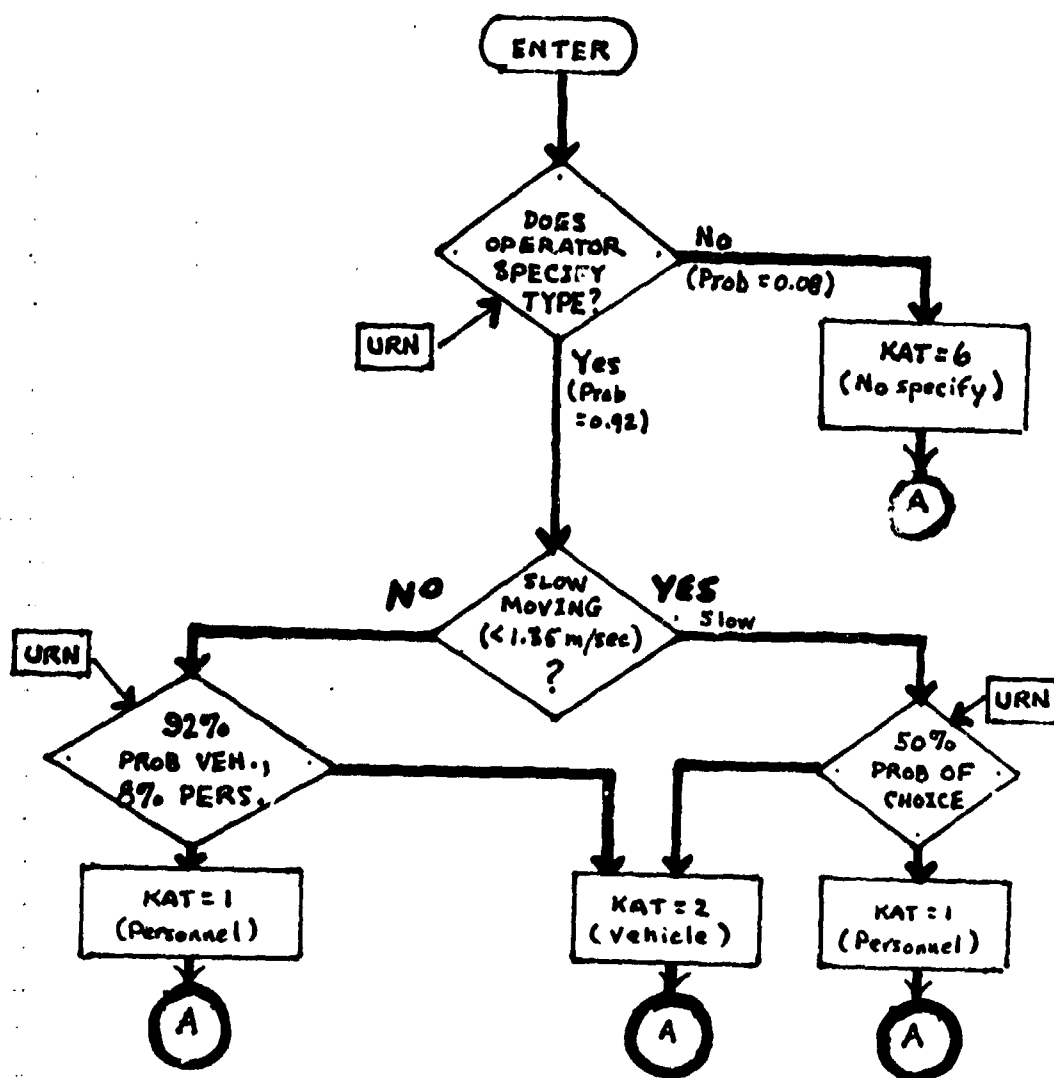 ENTER
DOES
OPERATOR
SPECIFY
TYPE?
No
(Prob = 0.08)
URN
Yes
(Prob
=0.92)
KAT = 6
(No specify)
A
NO
SLOW
MOVING
(< 1.86 m/sec)
?
YES
Slow
URN
92%
PROB VEH.,
8% PERS.
URN
50%
PROB OF
CHOICE
KAT = 1
(Personnel)
KAT = 2
(Vehicle)
KAT = 1
(Personnel)
A
A
A